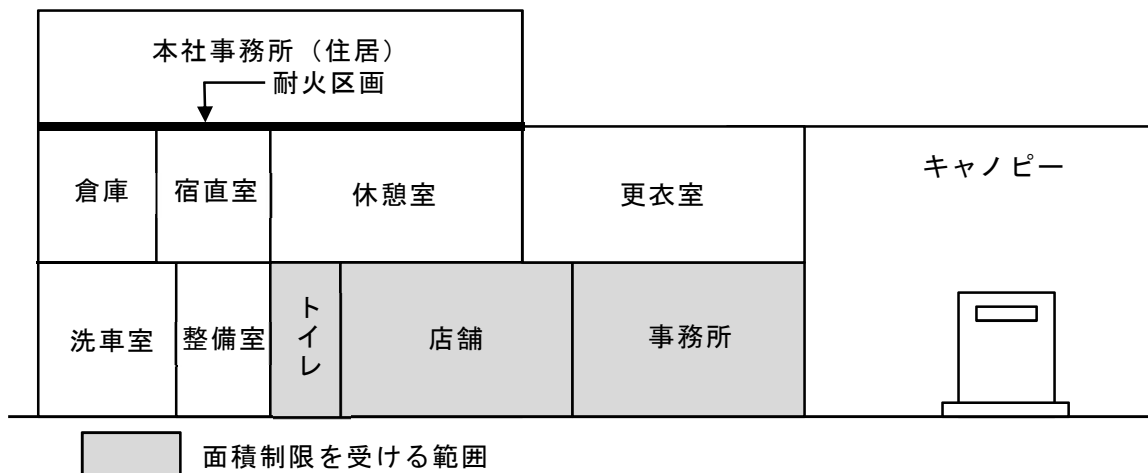 本社事務所（住居）
耐火区画
倉庫
宿直室
休憩室
更衣室
キャノピー
洗車室
整備室
トイレ
店舗
事務所
面積制限を受ける範囲